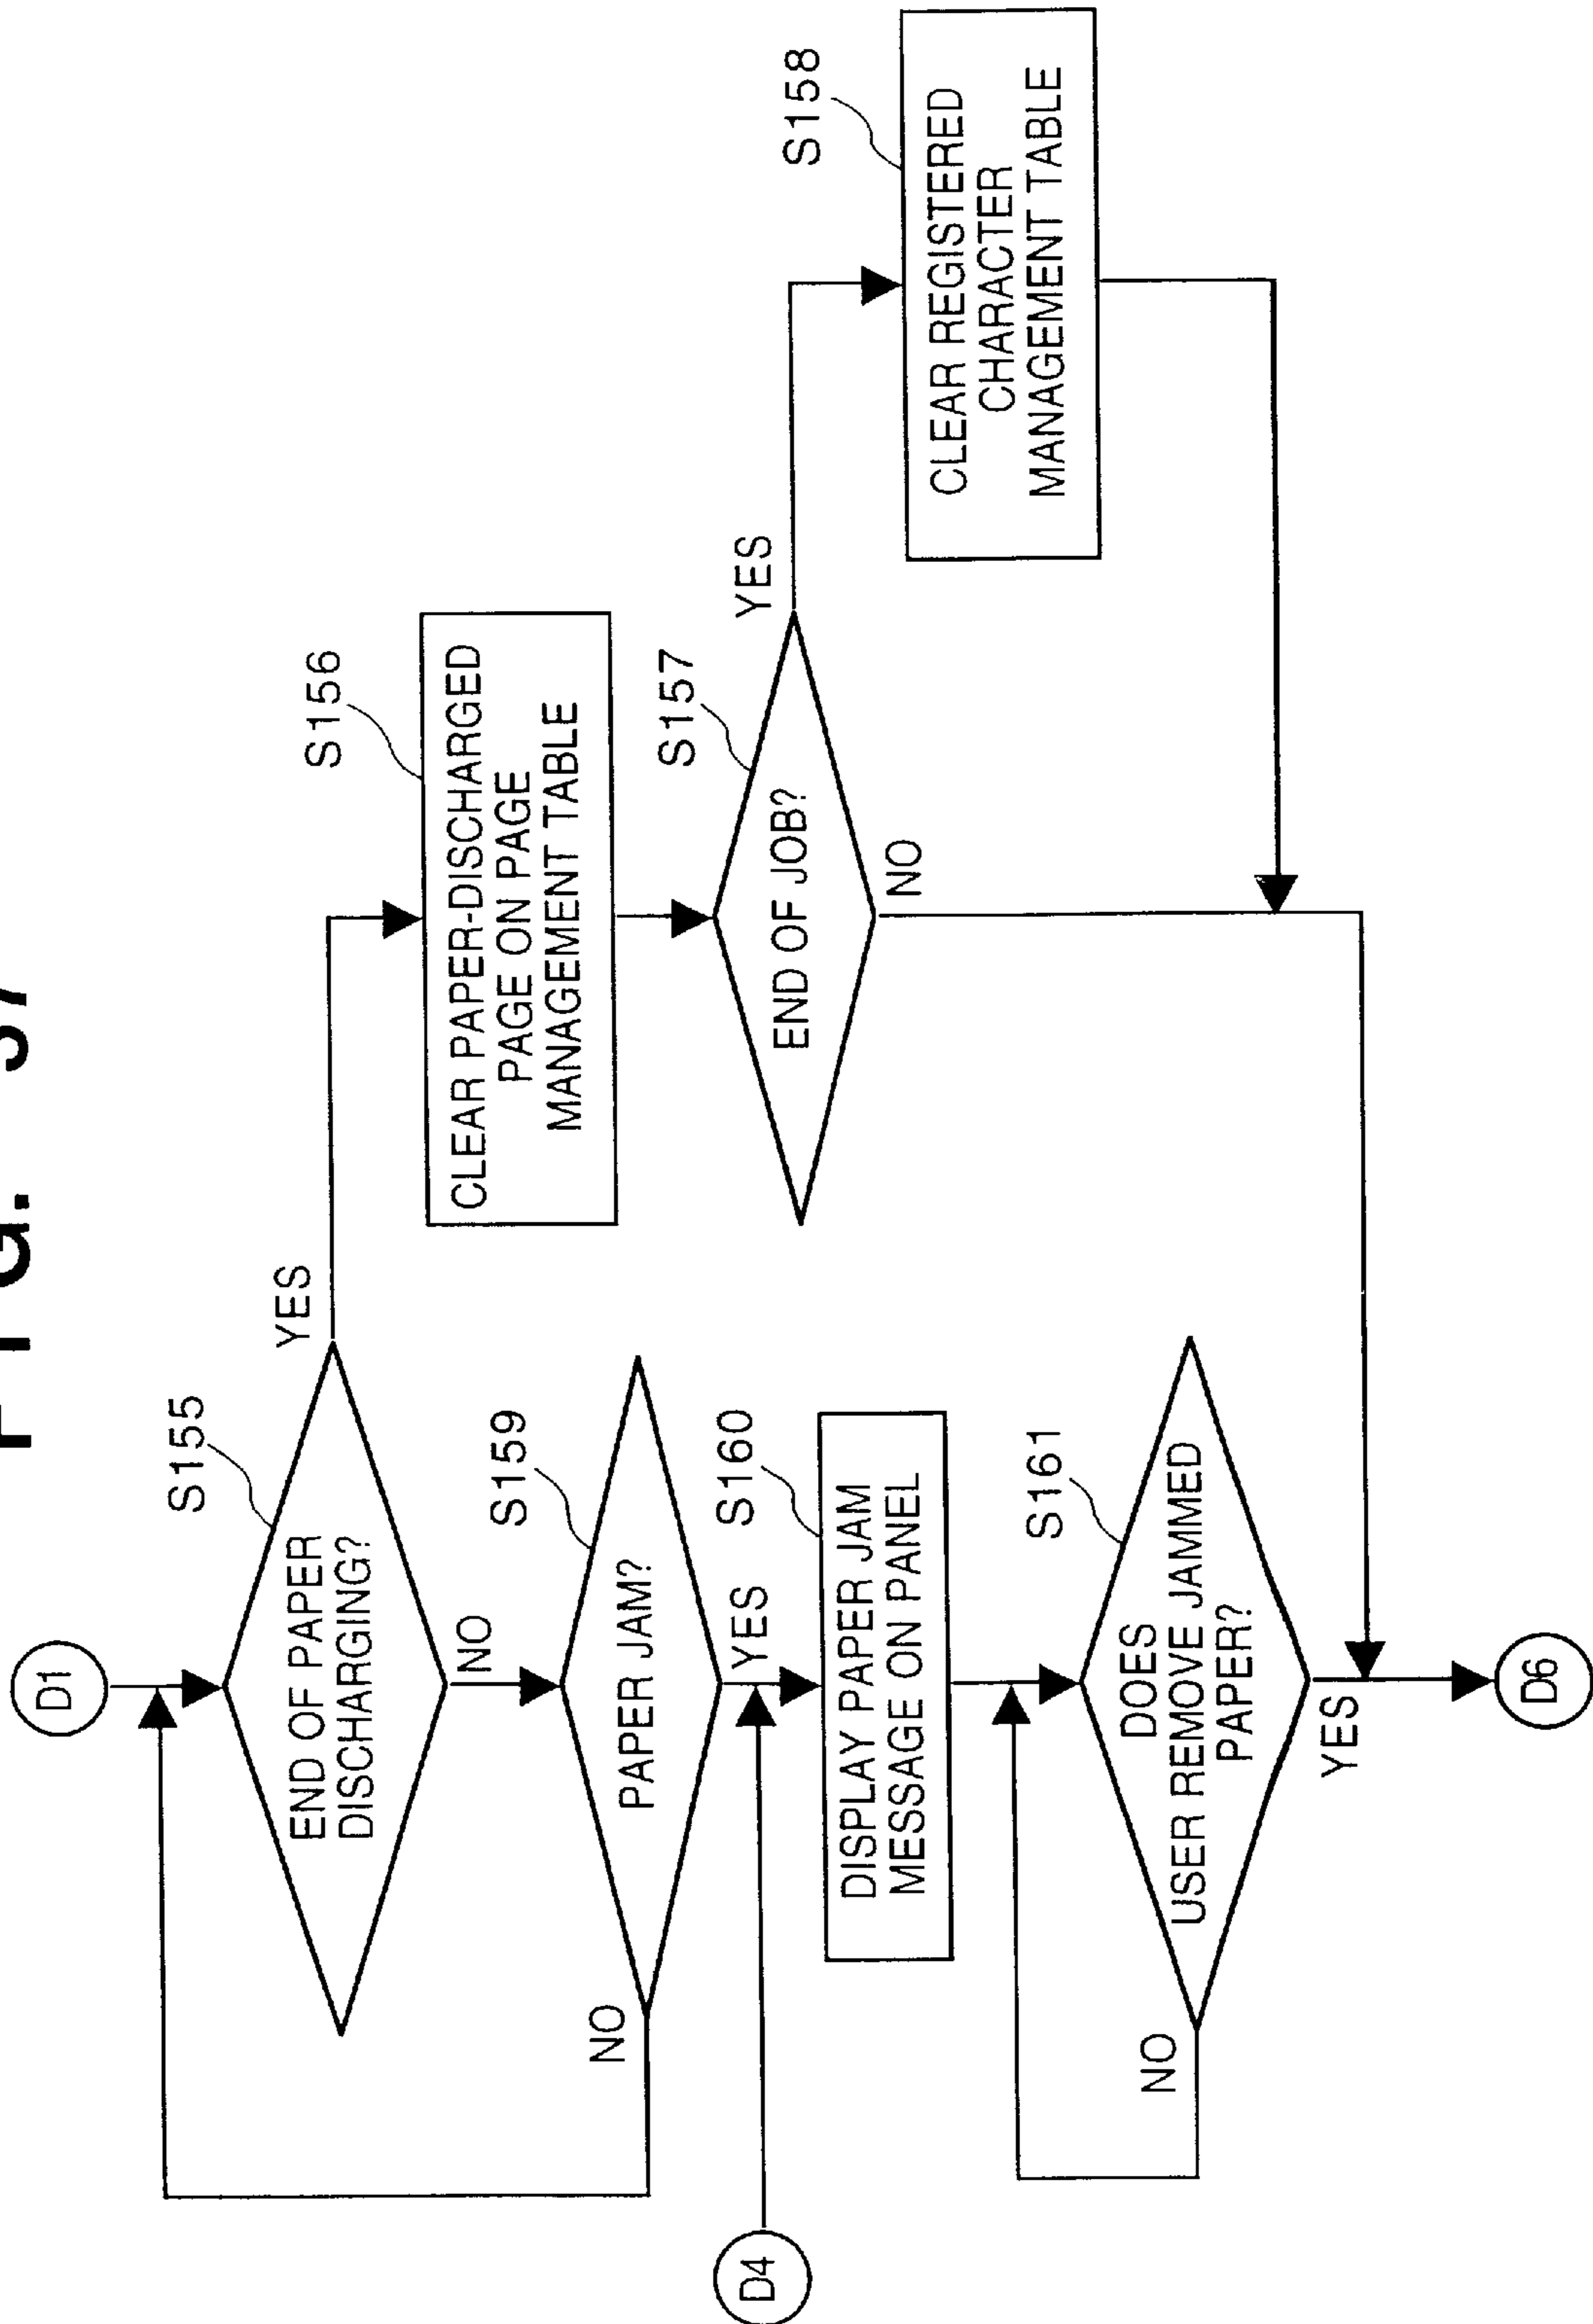 FIG. 37
D1
S155
END OF PAPER
DISCHARGING?
YES
NO
S156
CLEAR PAPER-DISCHARGED
PAGE ON PAGE
MANAGEMENT TABLE
S157
END OF JOB?
YES
NO
S158
CLEAR REGISTERED
CHARACTER
MANAGEMENT TABLE
S159
PAPER JAM?
NO
YES
D4
S160
DISPLAY PAPER JAM
MESSAGE ON PANEL
S161
DOES
USER REMOVE JAMMED
PAPER?
NO
YES
D6